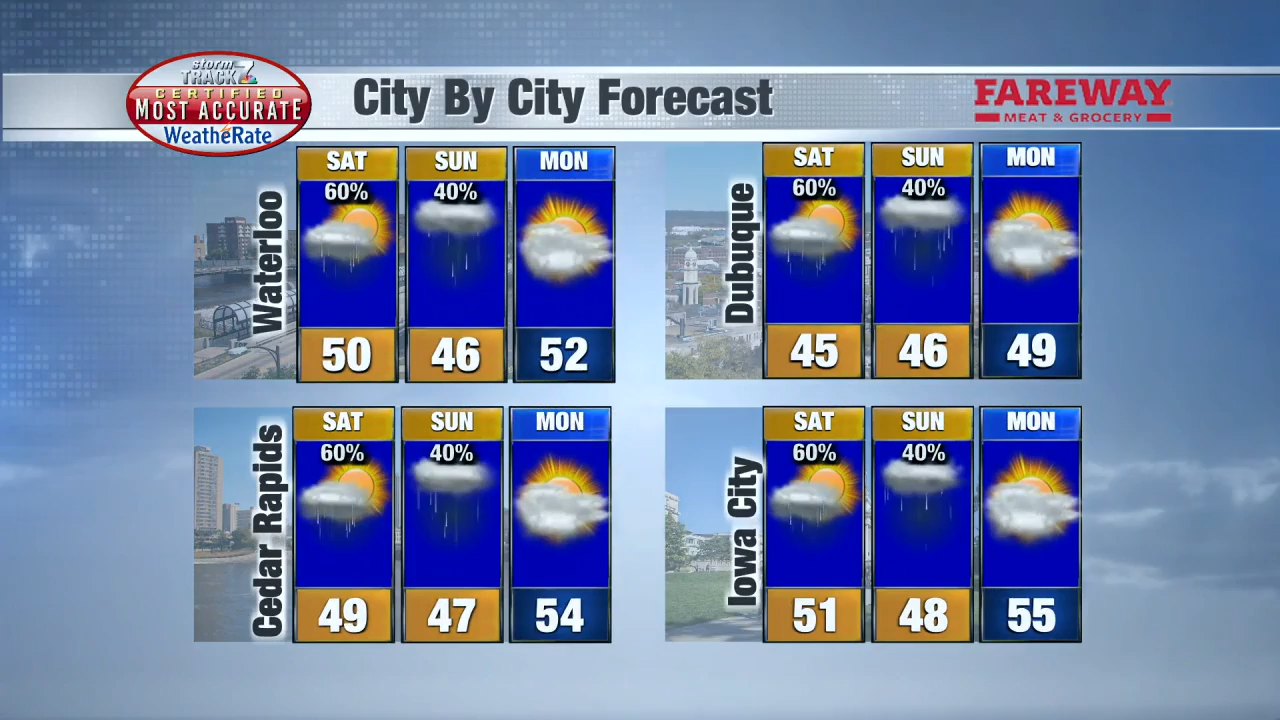 storm
TRACK 7
CERTIFIED
MOST ACCURATE
WeatheRate
City By City Forecast
FAREWAY
MEAT & GROCERY
Waterloo
SAT SUN MON
60% 40%
50 46 52
Dubuque
SAT SUN MON
60% 40%
45 46 49
Cedar Rapids
SAT SUN MON
60% 40%
49 47 54
Iowa City
SAT SUN MON
60% 40%
51 48 55